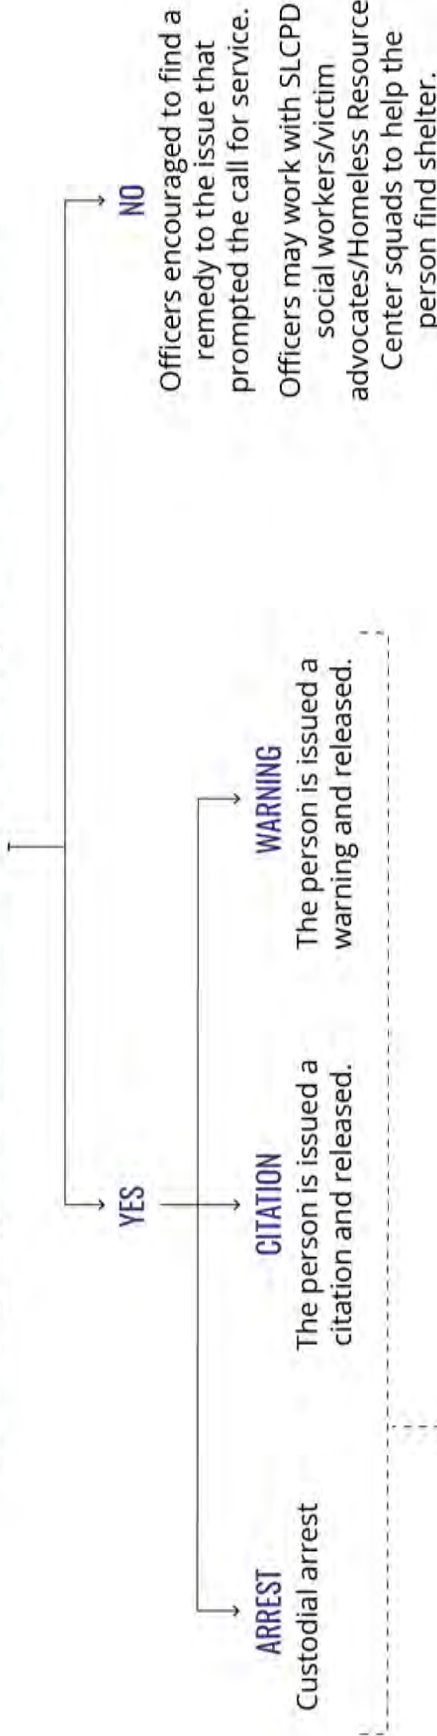 YES
NO
Officers encouraged to find a
remedy to the issue that
prompted the call for service.
Officers may work with SLCPD
social workers/victim
advocates/Homeless Resource
Center squads to help the
person find shelter.
ARREST
Custodial arrest
CITATION
The person is issued a
citation and released.
WARNING
The person is issued a
warning and released.